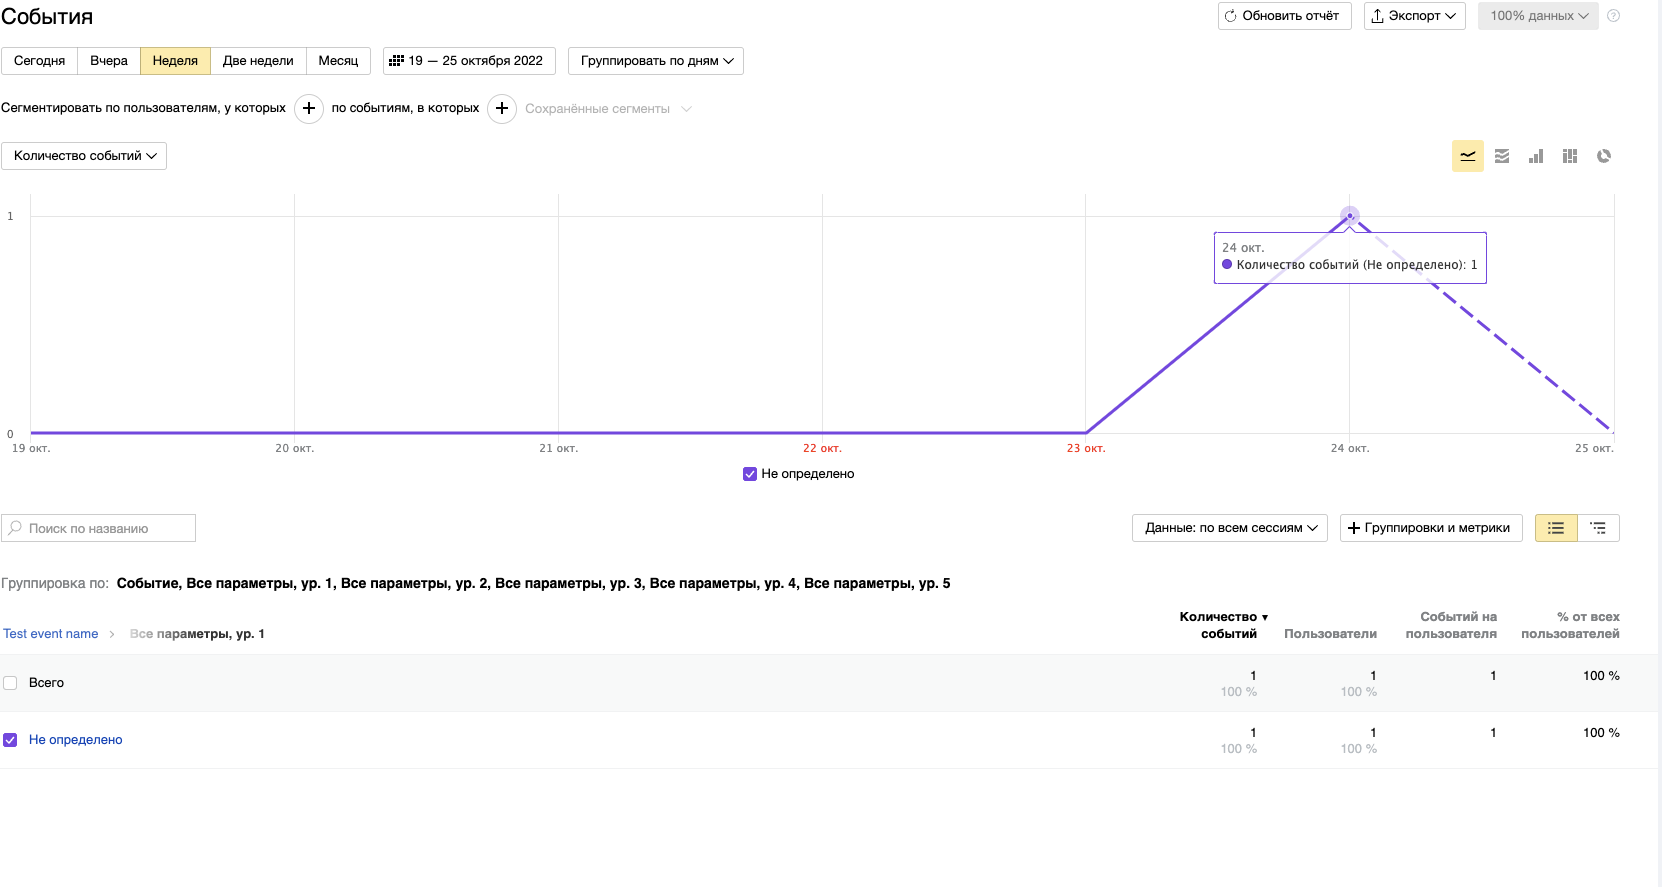 События
Обновить отчёт
Экспорт
100% данных
?
Сегодня
Вчера
Неделя
Две недели
Месяц
19 — 25 октября 2022
Группировать по дням
Сегментировать по пользователям, у которых + по событиям, в которых + Сохранённые сегменты
Количество событий
1
24 окт.
Количество событий (Не определено): 1
0
19 окт.
20 окт.
21 окт.
22 окт.
23 окт.
24 окт.
25 окт.
Не определено
Поиск по названию
Данные: по всем сессиям
+ Группировки и метрики
Группировка по: Событие, Все параметры, ур. 1, Все параметры, ур. 2, Все параметры, ур. 3, Все параметры, ур. 4, Все параметры, ур. 5
Test event name > Все параметры, ур. 1
Количество событий ▼
Пользователи
Событий на пользователя
% от всех пользователей
Всего 1 1 1 100 %
100 % 100 %
Не определено 1 1 1 100 %
100 % 100 %